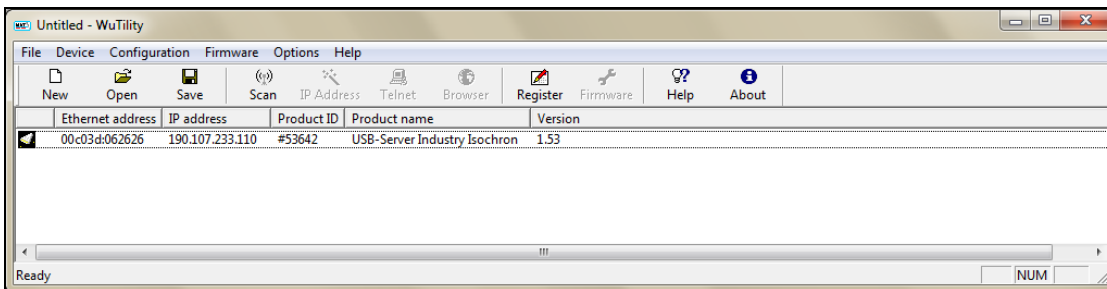 Untitled - WuTility
File Device Configuration Firmware Options Help
New Open Save Scan IP Address Telnet Browser Register Firmware Help About
Ethernet address IP address Product ID Product name Version
00c03d:062626 190.107.233.110 #53642 USB-Server Industry Isochron 1.53
Ready NUM